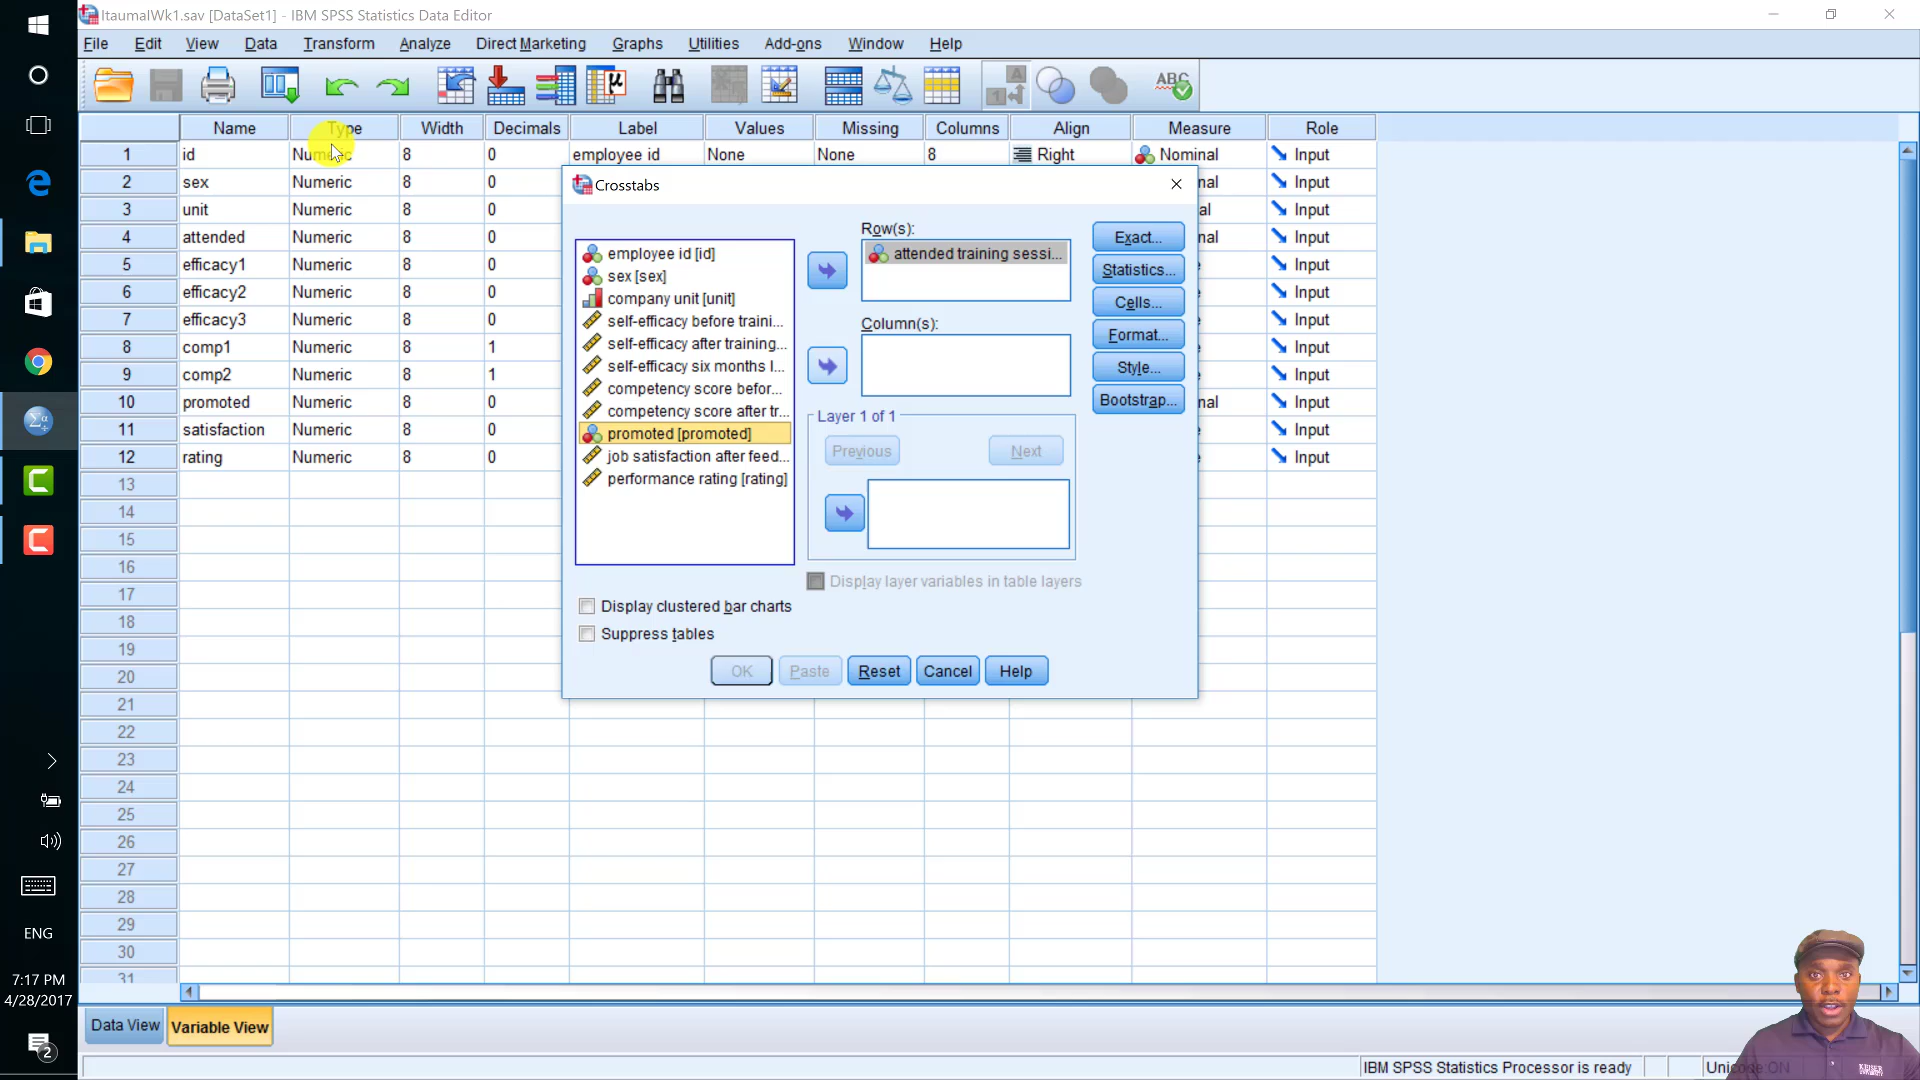 ItaumalWk1.sav [DataSet1] - IBM SPSS Statistics Data Editor
File Edit View Data Transform Analyze Direct Marketing Graphs Utilities Add-ons Window Help
Name Type Width Decimals Label Values Missing Columns Align Measure Role
1 id Numeric 8 0 employee id None None 8 Right Nominal Input
2 sex Numeric 8 0 Input
3 unit Numeric 8 0 Input
4 attended Numeric 8 0 Input
5 efficacy1 Numeric 8 0 Input
6 efficacy2 Numeric 8 0 Input
7 efficacy3 Numeric 8 0 Input
8 comp1 Numeric 8 1 Input
9 comp2 Numeric 8 1 Input
10 promoted Numeric 8 0 Input
11 satisfaction Numeric 8 0 Input
12 rating Numeric 8 0 Input
13
14
15
16
17
18
19
20
21
22
23
24
25
26
27
28
29
30
31
Crosstabs
employee id [id]
sex [sex]
company unit [unit]
self-efficacy before traini...
self-efficacy after training...
self-efficacy six months l...
competency score befor...
competency score after tr...
promoted [promoted]
job satisfaction after feed...
performance rating [rating]
Row(s):
attended training sessi...
Column(s):
Layer 1 of 1
Previous Next
Display layer variables in table layers
Exact...
Statistics...
Cells...
Format...
Style...
Bootstrap...
Display clustered bar charts
Suppress tables
OK Paste Reset Cancel Help
Data View Variable View
IBM SPSS Statistics Processor is ready
ENG
7:17 PM
4/28/2017
2